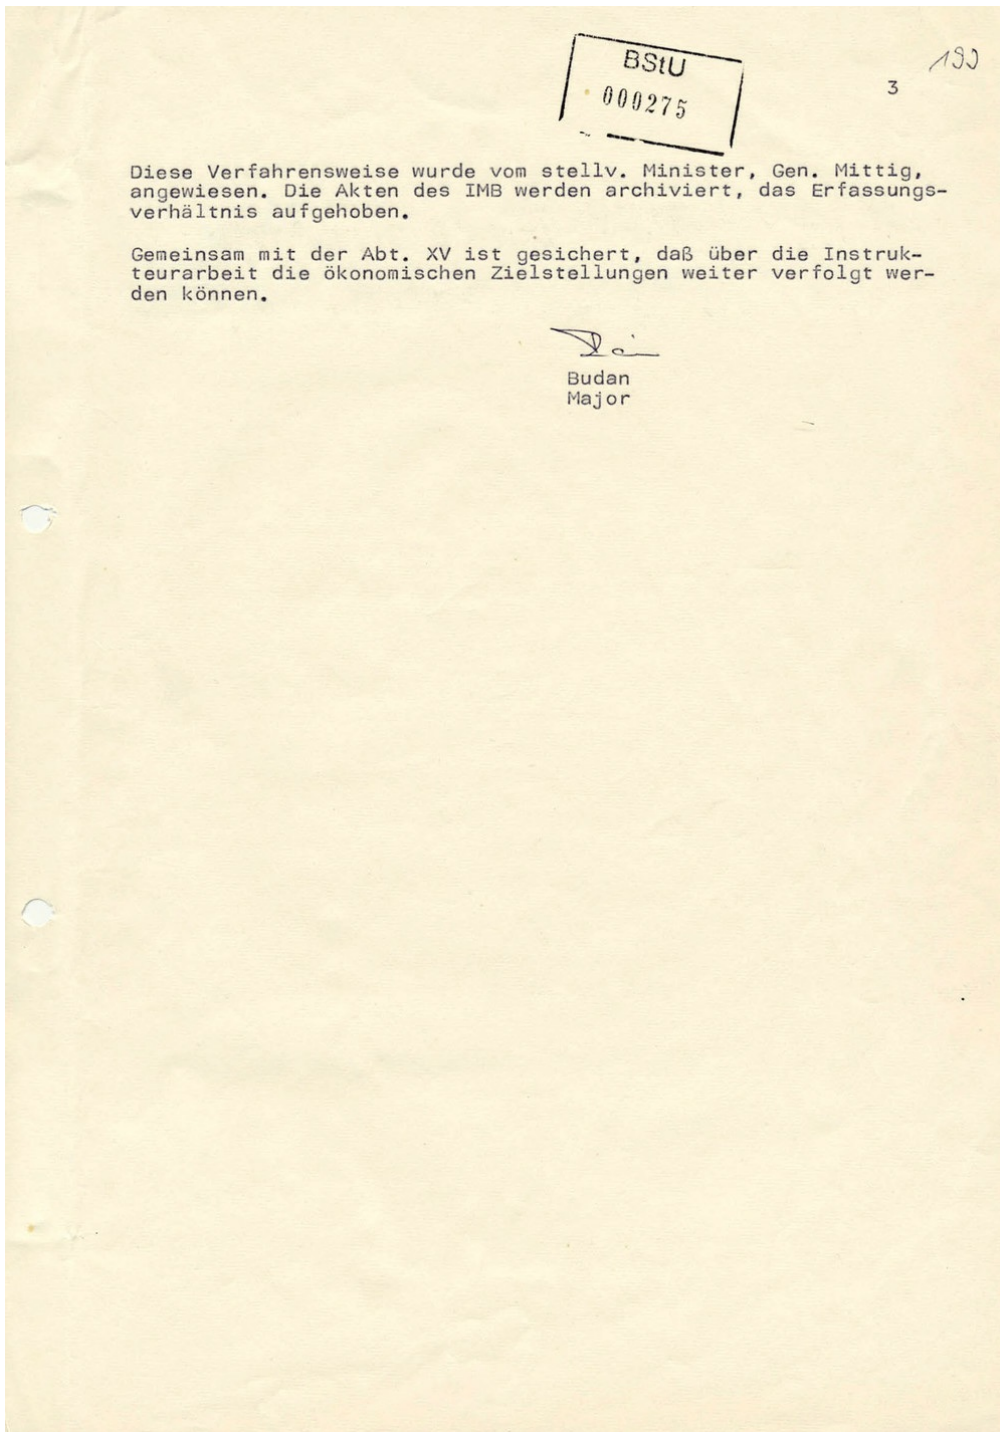 BStU
000275
199
3
Diese Verfahrensweise wurde vom stellv. Minister, Gen. Mittig,
angewiesen. Die Akten des IMB werden archiviert, das Erfassungs-
verhältnis aufgehoben.
Gemeinsam mit der Abt. XV ist gesichert, daß über die Instruk-
teurarbeit die ökonomischen Zielstellungen weiter verfolgt wer-
den können.
Budan
Major